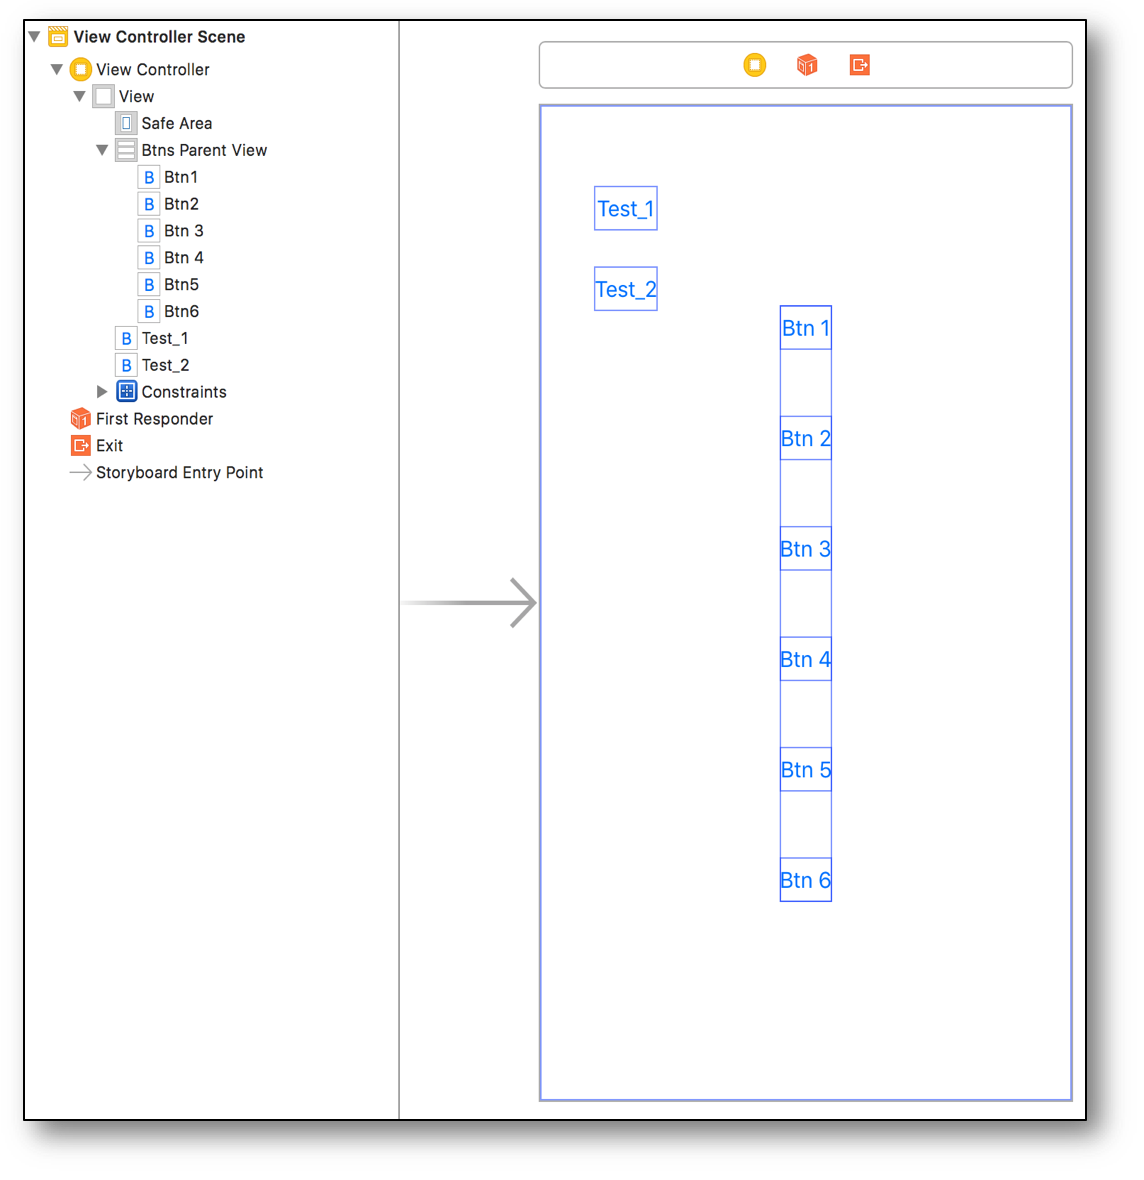 View Controller Scene
View Controller
View
Safe Area
Btns Parent View
B Btn1
B Btn2
B Btn 3
B Btn 4
B Btn5
B Btn6
B Test_1
B Test_2
Constraints
First Responder
Exit
Storyboard Entry Point
Test_1
Test_2
Btn 1
Btn 2
Btn 3
Btn 4
Btn 5
Btn 6